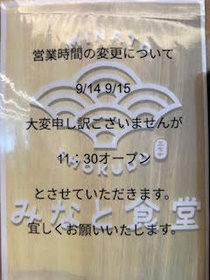 MINATO
営業時間の変更について
9/14 9/15
大変申し訳ございませんが
SHOKUDO
11：30オープン
とさせていただきます。
みなと食堂
宜しくお願いいたします。